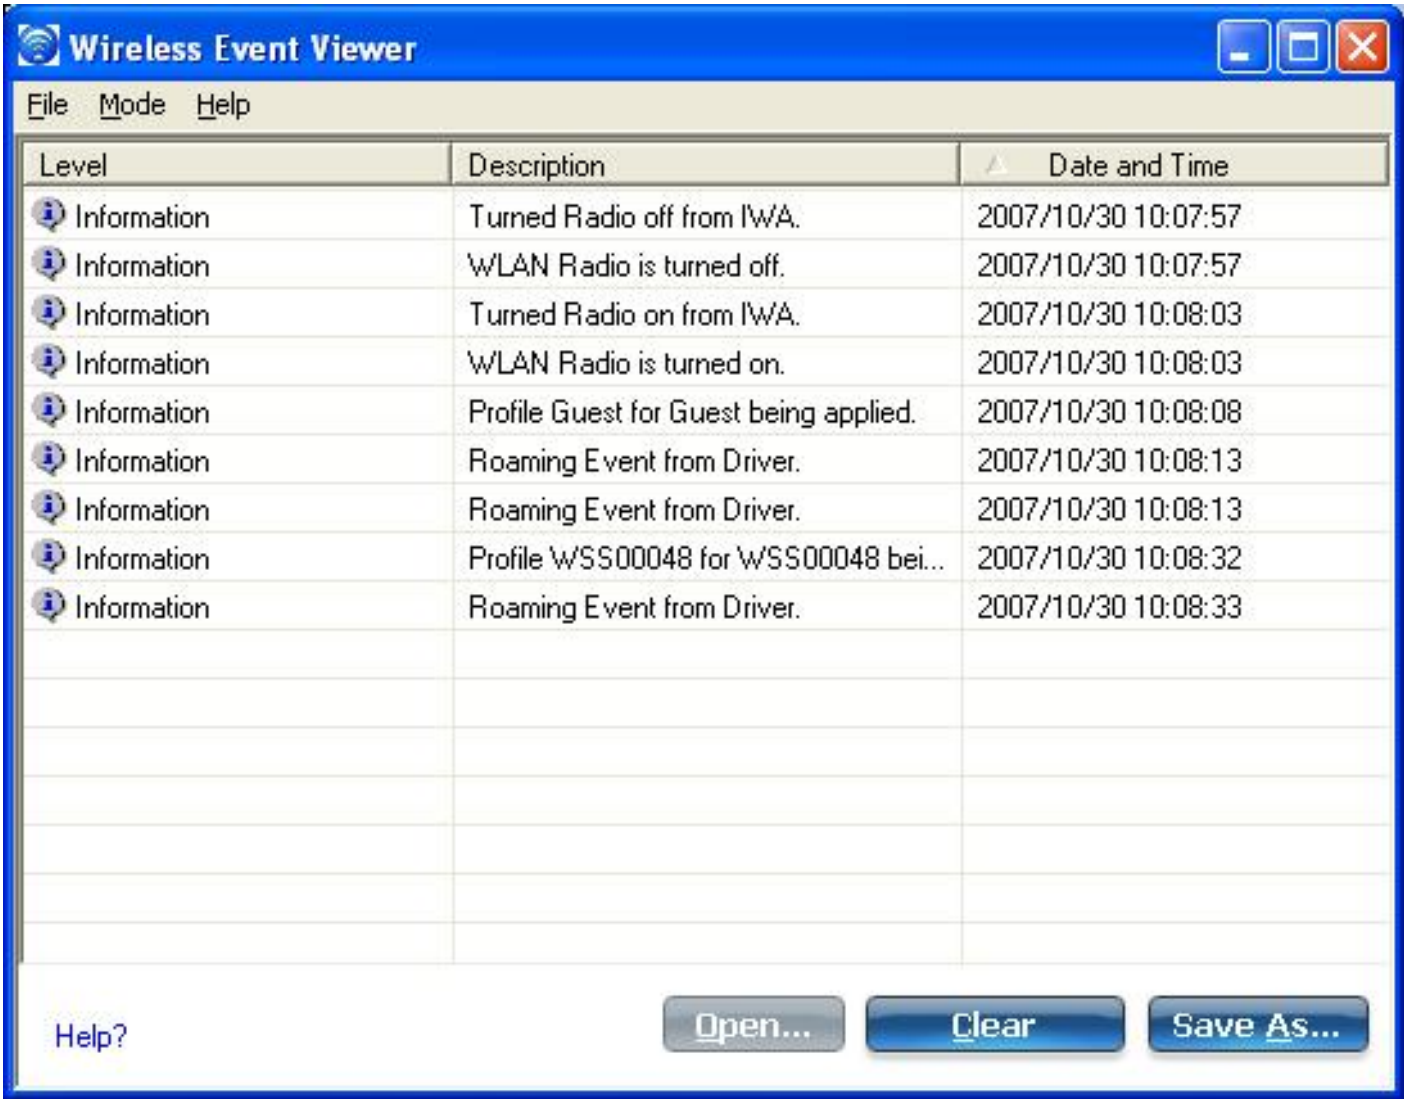 Wireless Event Viewer
File Mode Help
Level Description Date and Time
Information Turned Radio off from IWA. 2007/10/30 10:07:57
Information WLAN Radio is turned off. 2007/10/30 10:07:57
Information Turned Radio on from IWA. 2007/10/30 10:08:03
Information WLAN Radio is turned on. 2007/10/30 10:08:03
Information Profile Guest for Guest being applied. 2007/10/30 10:08:08
Information Roaming Event from Driver. 2007/10/30 10:08:13
Information Roaming Event from Driver. 2007/10/30 10:08:13
Information Profile WSS00048 for WSS00048 bei... 2007/10/30 10:08:32
Information Roaming Event from Driver. 2007/10/30 10:08:33
Help? Open... Clear Save As...